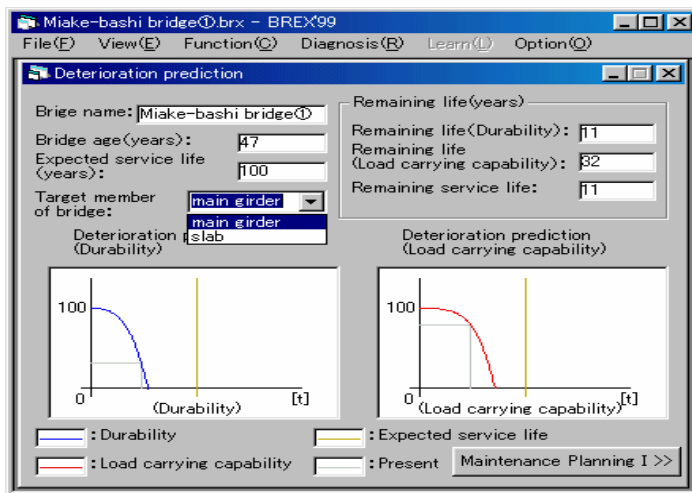 Miake-bashi bridge①.brx - BREX'99
File(F) View(E) Function(C) Diagnosis(R) Learn(L) Option(O)
Deterioration prediction
Brige name: Miake-bashi bridge①
Bridge age(years): 47
Expected service life
(years): 100
Target member
of bridge: main girder
main girder
slab
Remaining life(years)
Remaining life(Durability): 11
Remaining life
(Load carrying capability): 32
Remaining service life: 11
Deterioration
(Durability)
100
0
(Durability)
[t]
Deterioration prediction
(Load carrying capability)
100
0
(Load carrying capability)
[t]
: Durability
: Expected service life
: Load carrying capability
: Present
Maintenance Planning I >>